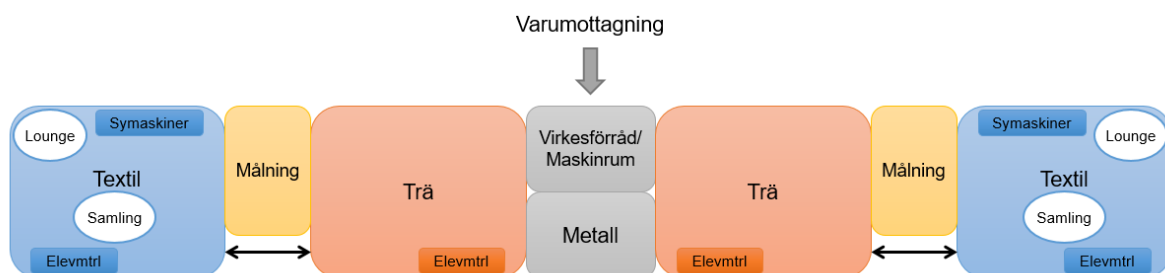 Varumottagning
Lounge
Symaskiner
Textil
Samling
Elevmtrl
Målning
Trä
Elevmtrl
Virkesförråd/
Maskinrum
Metall
Trä
Elevmtrl
Målning
Symaskiner
Lounge
Textil
Samling
Elevmtrl